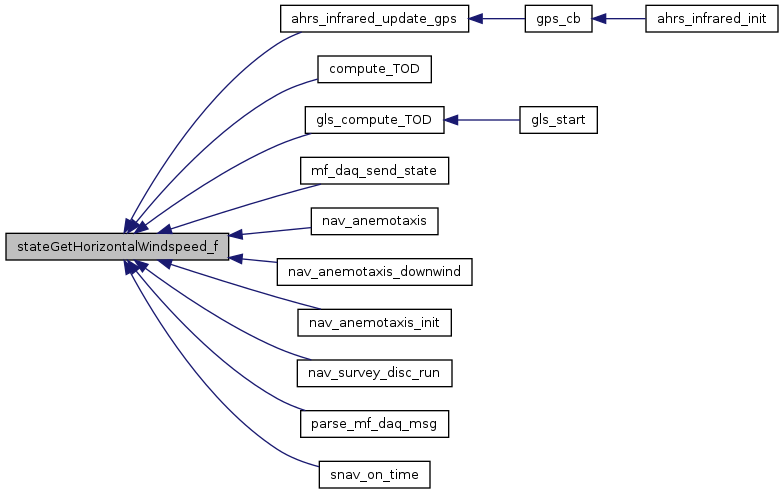 ahrs_infrared_update_gps
gps_cb
ahrs_infrared_init
compute_TOD
gls_compute_TOD
gls_start
mf_daq_send_state
nav_anemotaxis
stateGetHorizontalWindspeed_f
nav_anemotaxis_downwind
nav_anemotaxis_init
nav_survey_disc_run
parse_mf_daq_msg
snav_on_time